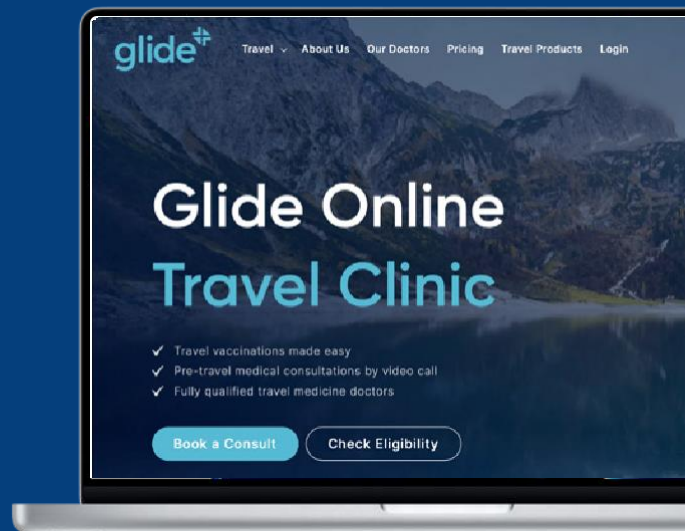 glide
Travel About Us Our Doctors Pricing Travel Products Login
Glide Online
Travel Clinic
Travel vaccinations made easy
Pre-travel medical consultations by video call
Fully qualified travel medicine doctors
Book a Consult Check Eligibility